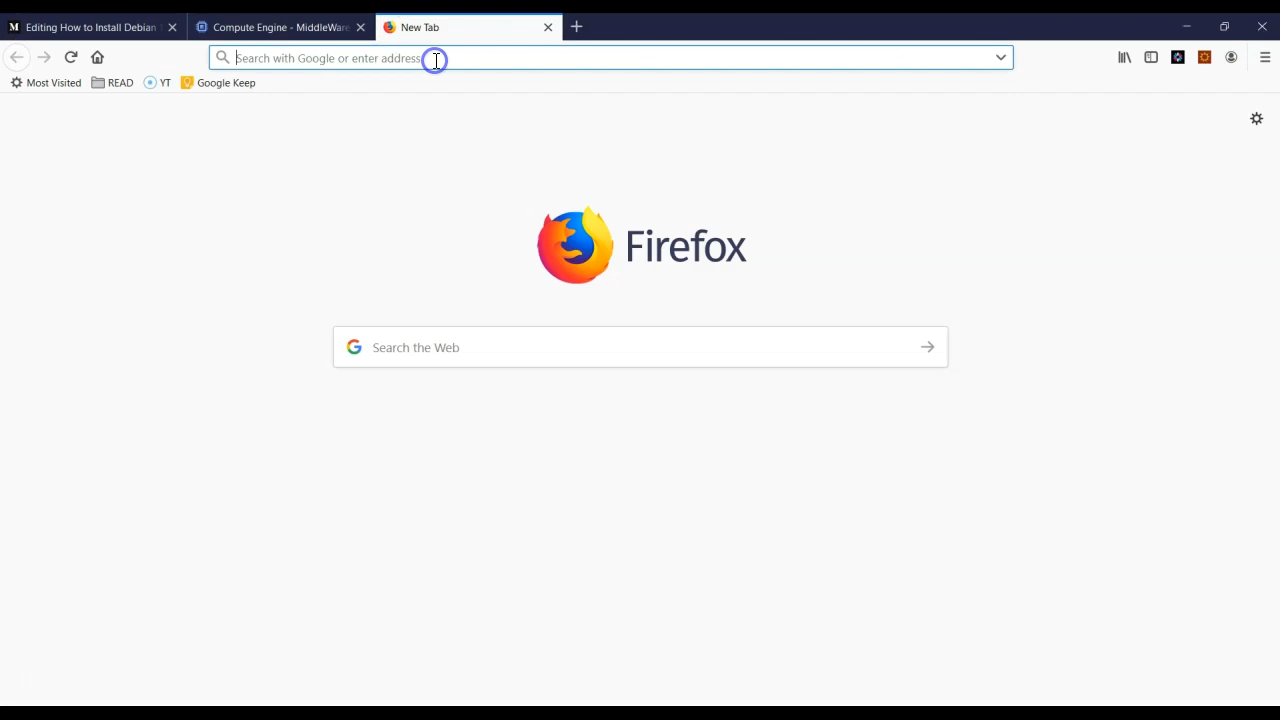 Editing How to Install Debian
Compute Engine - MiddleWare
New Tab
Search with Google or enter address
Most Visited
READ
YT
Google Keep
Firefox
Search the Web